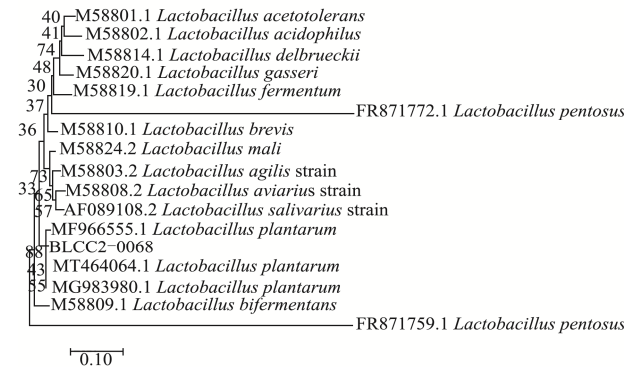 40
M58801.1 Lactobacillus acetotolerans
41
M58802.1 Lactobacillus acidophilus
74
M58814.1 Lactobacillus delbrueckii
48
M58820.1 Lactobacillus gasseri
30
M58819.1 Lactobacillus fermentum
37
FR871772.1 Lactobacillus pentosus
36
M58810.1 Lactobacillus brevis
M58824.2 Lactobacillus mali
73
M58803.2 Lactobacillus agilis strain
33
65
M58808.2 Lactobacillus aviarius strain
57
AF089108.2 Lactobacillus salivarius strain
MF966555.1 Lactobacillus plantarum
88
BLCC2-0068
43
MT464064.1 Lactobacillus plantarum
55
MG983980.1 Lactobacillus plantarum
M58809.1 Lactobacillus bifermentans
FR871759.1 Lactobacillus pentosus
0.10